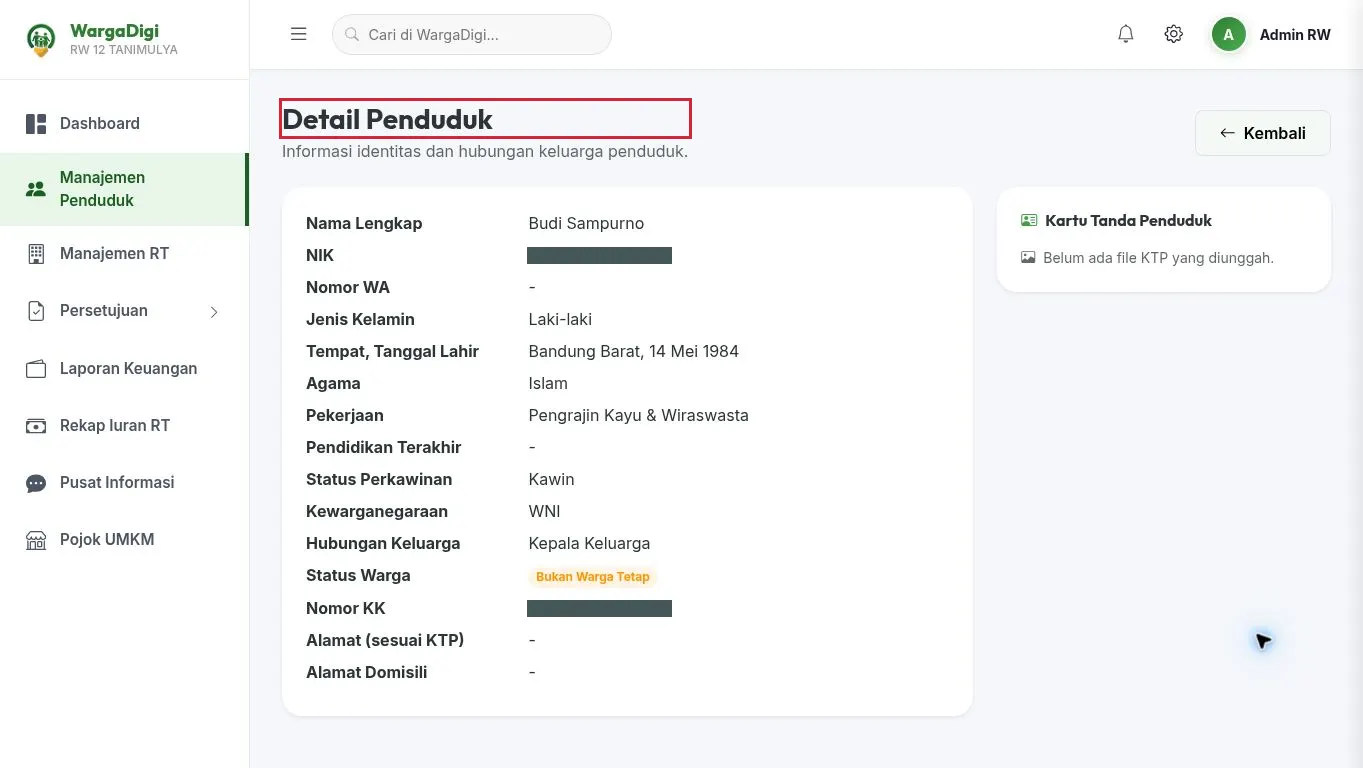 WargaDigi
RW 12 TANIMULYA
Cari di WargaDigi...
A
Admin RW
Dashboard
Manajemen
Penduduk
Manajemen RT
Persetujuan
Laporan Keuangan
Rekap Iuran RT
Pusat Informasi
Pojok UMKM
Detail Penduduk
Informasi identitas dan hubungan keluarga penduduk.
← Kembali
Nama Lengkap Budi Sampurno
NIK
Nomor WA -
Jenis Kelamin Laki-laki
Tempat, Tanggal Lahir Bandung Barat, 14 Mei 1984
Agama Islam
Pekerjaan Pengrajin Kayu & Wiraswasta
Pendidikan Terakhir -
Status Perkawinan Kawin
Kewarganegaraan WNI
Hubungan Keluarga Kepala Keluarga
Status Warga Bukan Warga Tetap
Nomor KK
Alamat (sesuai KTP) -
Alamat Domisili -
Kartu Tanda Penduduk
Belum ada file KTP yang diunggah.